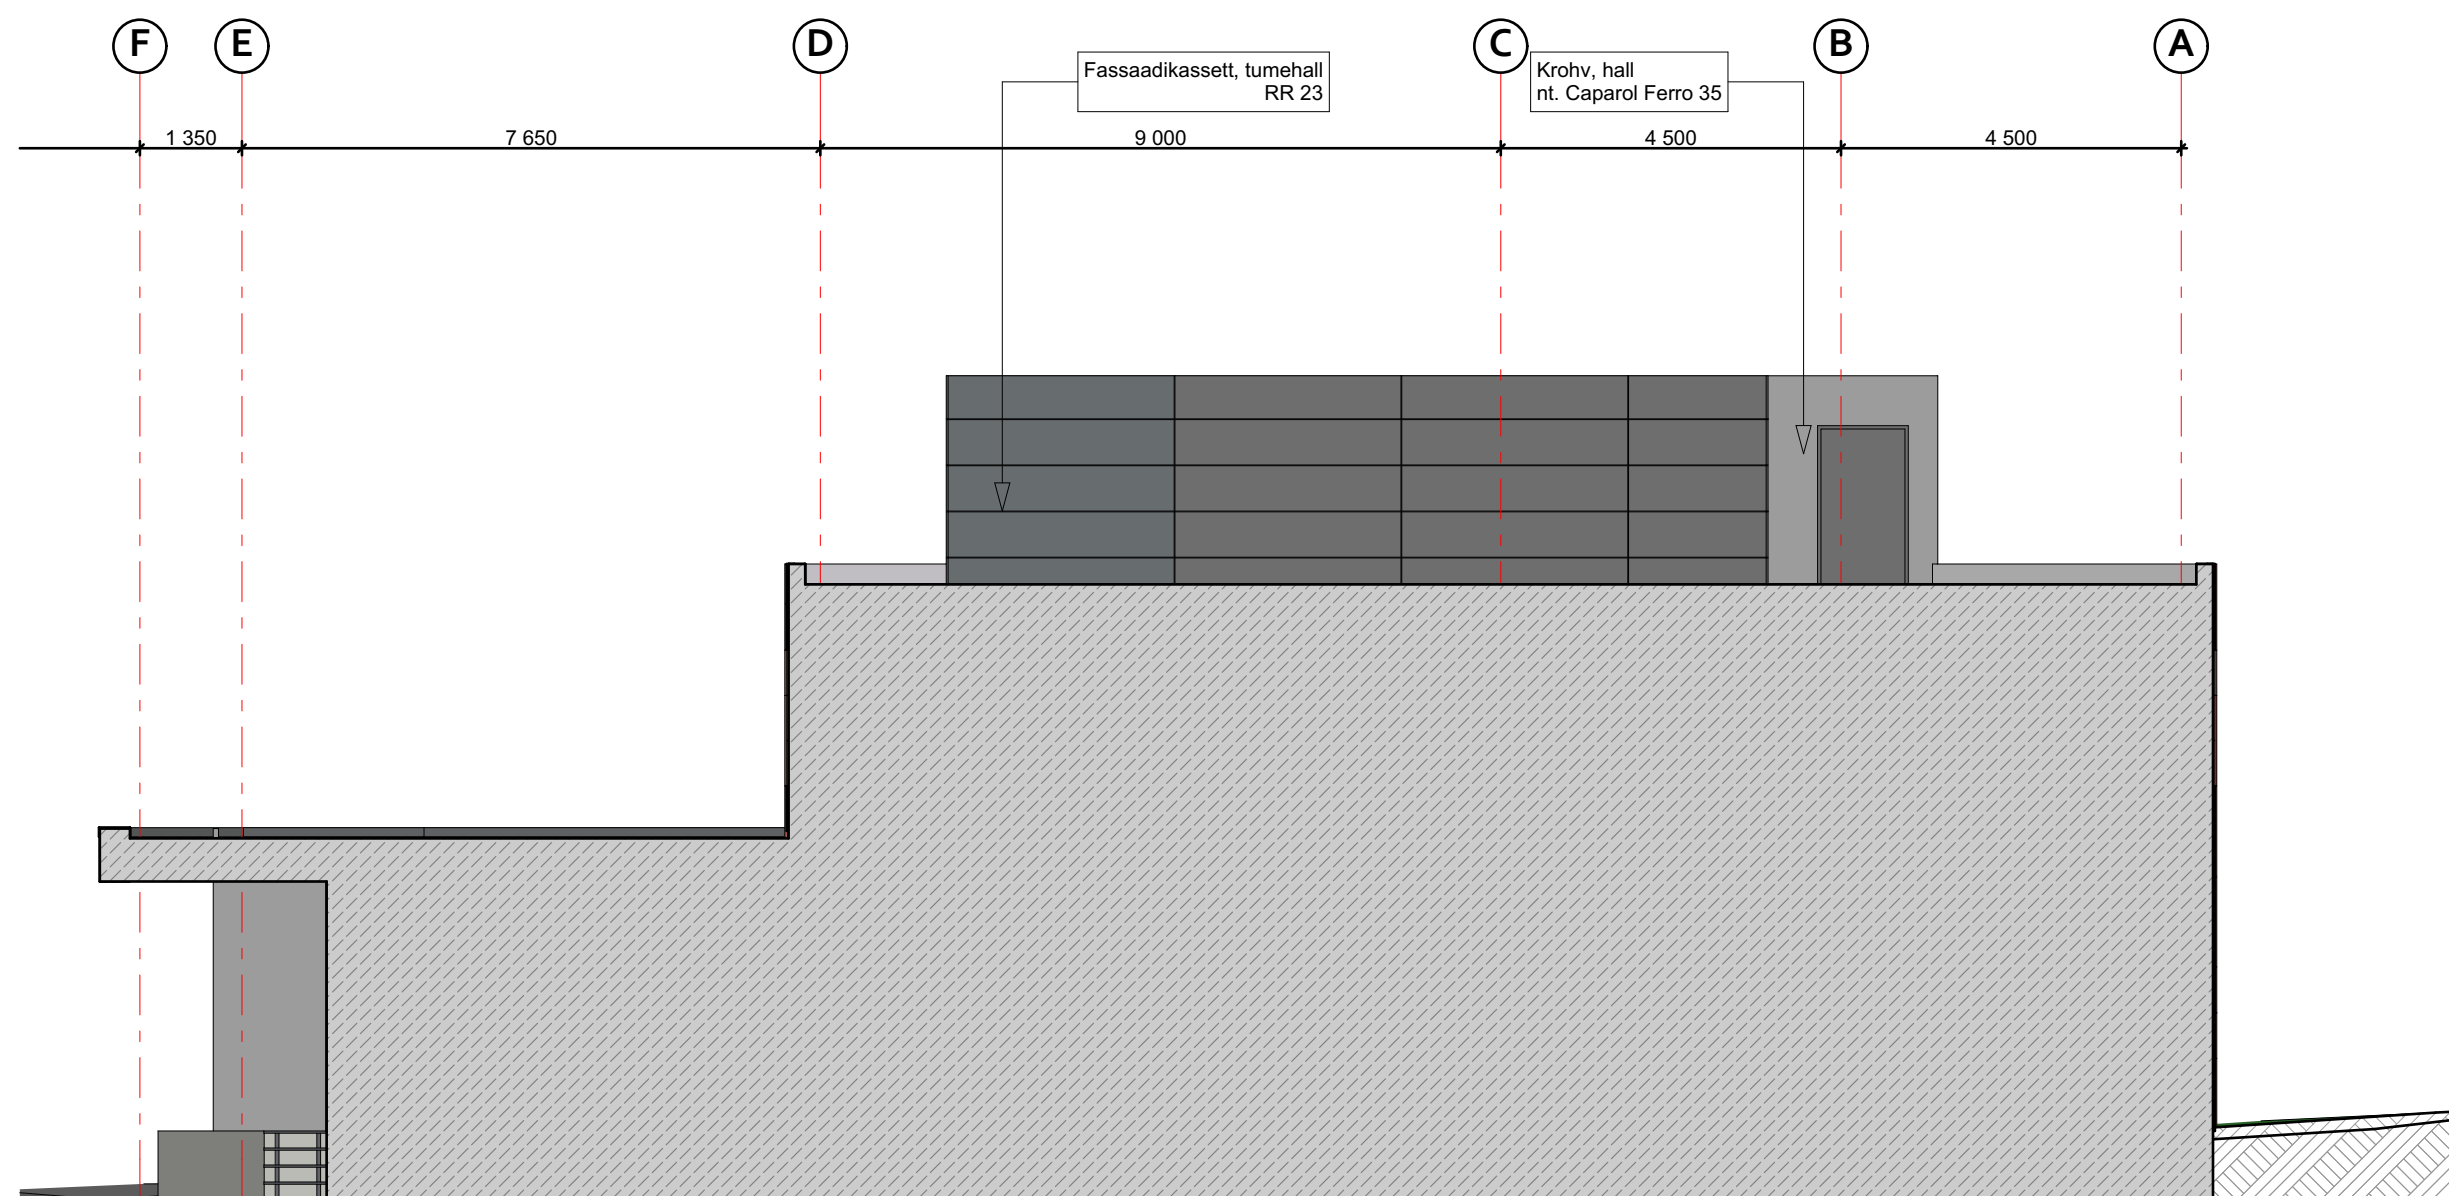 F E D C B A
Fassaadikassett, tumehall
RR 23
Krohv, hall
nt. Caparol Ferro 35
1 350 7 650 9 000 4 500 4 500